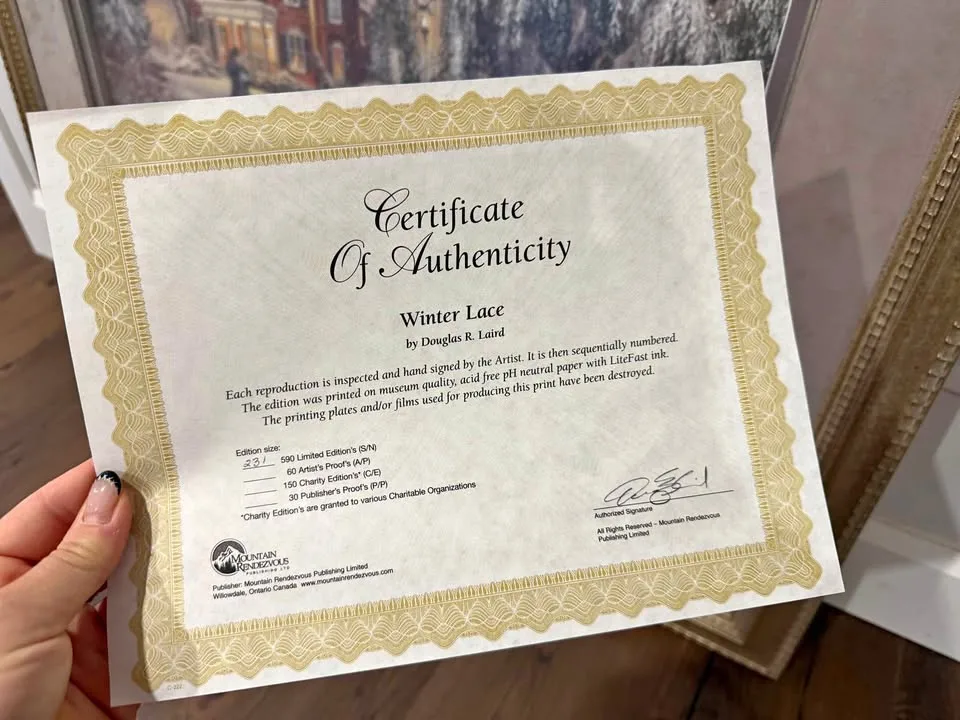 Certificate
Of Authenticity
Winter Lace
by Douglas R. Laird
Each reproduction is inspected and hand signed by the Artist. It is then sequentially numbered.
The edition was printed on museum quality, acid free pH neutral paper with LiteFast ink.
The printing plates and/or films used for producing this print have been destroyed.
Edition size:
231 590 Limited Edition's (S/N)
60 Artist's Proof's (A/P)
150 Charity Edition's* (C/E)
30 Publisher's Proof's (P/P)
*Charity Edition's are granted to various Charitable Organizations
Authorized Signature
All Rights Reserved – Mountain Rendezvous
Publishing Limited
MOUNTAIN
RENDEZVOUS
PUBLISHING LTD
Publisher: Mountain Rendezvous Publishing Limited
Willowdale, Ontario Canada www.mountainrendezvous.com